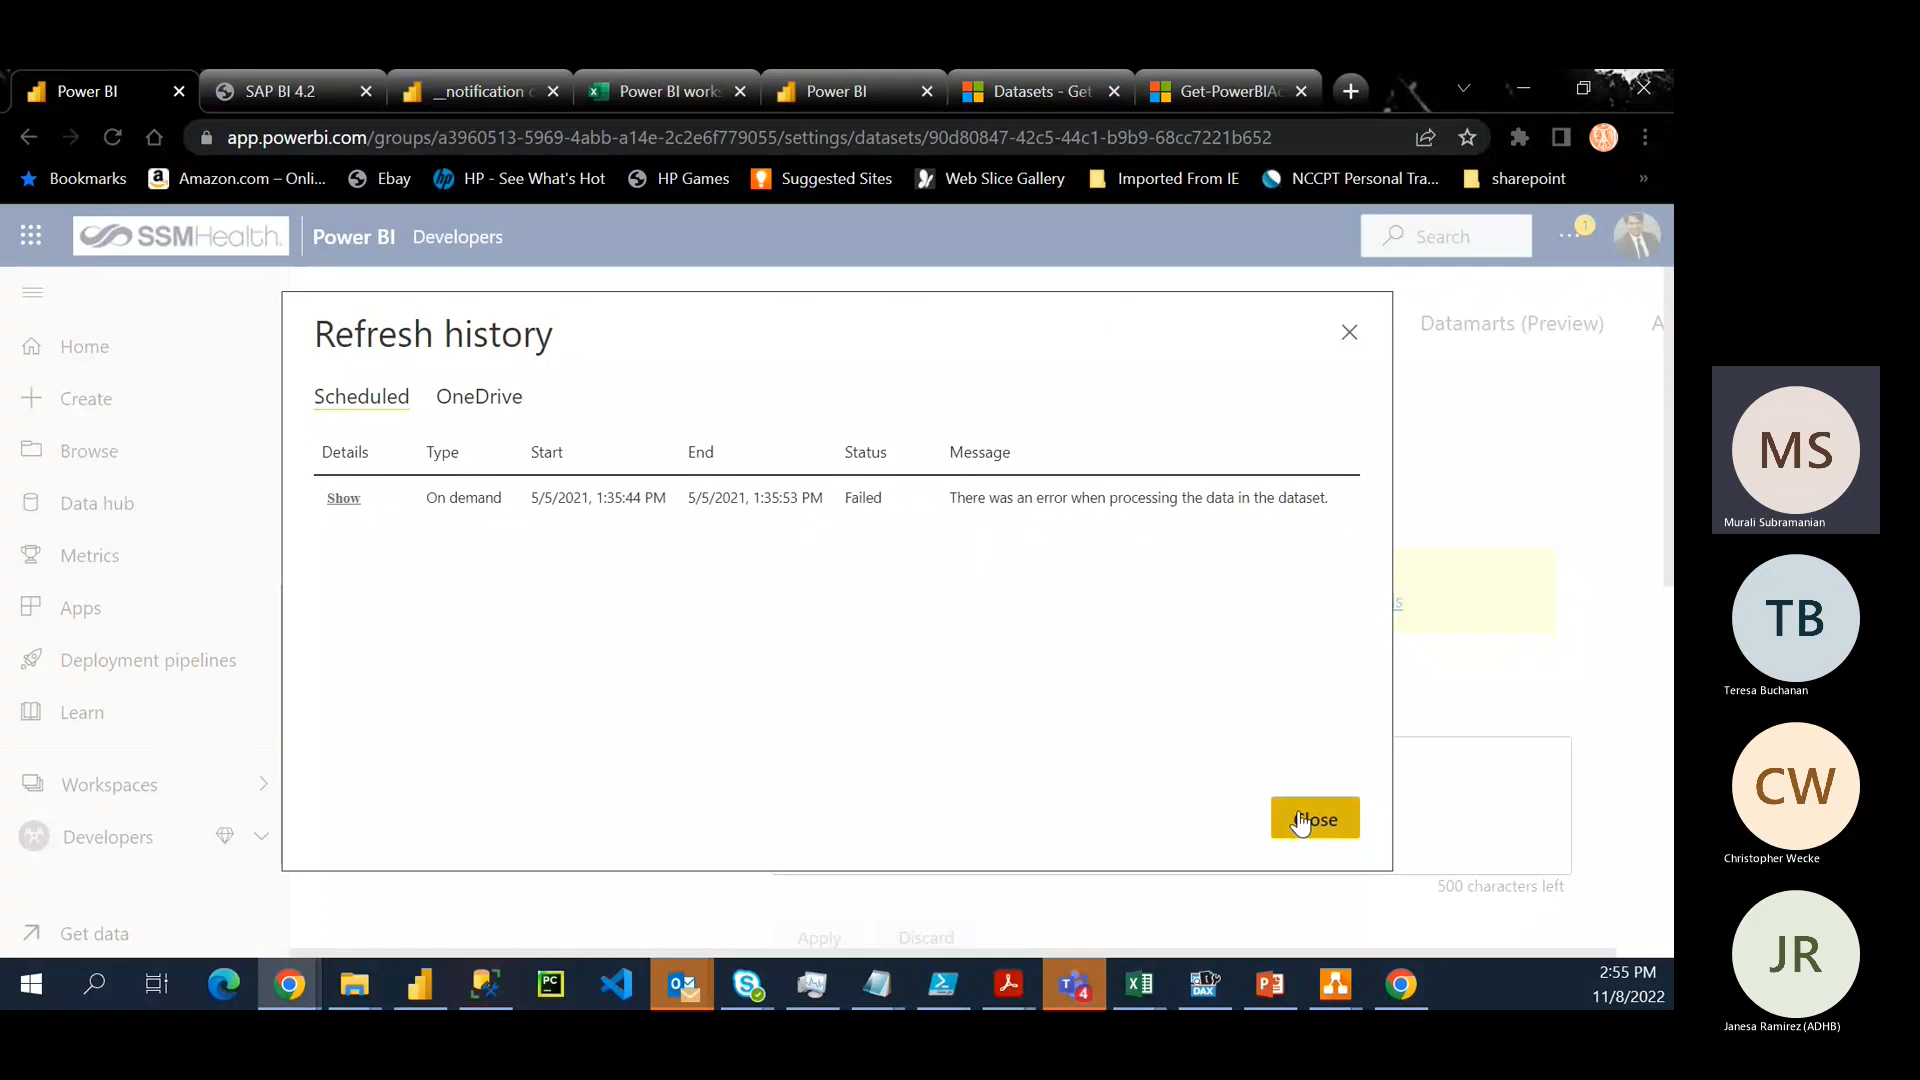 Power BI
SAP BI 4.2
__notification
Power BI work
Power BI
Datasets - Get
Get-PowerBIAc
app.powerbi.com/groups/a3960513-5969-4abb-a14e-2c2e6f779055/settings/datasets/90d80847-42c5-44c1-b9b9-68cc7221b652
Bookmarks
Amazon.com – Onli...
Ebay
HP - See What's Hot
HP Games
Suggested Sites
Web Slice Gallery
Imported From IE
NCCPT Personal Tra...
sharepoint
»
SSMHealth.
Power BI Developers
Search
1
Home
Create
Browse
Data hub
Metrics
Apps
Deployment pipelines
Learn
Workspaces
Developers
Get data
Refresh history
Datamarts (Preview) A
Scheduled OneDrive
Details Type Start End Status Message
Show On demand 5/5/2021, 1:35:44 PM 5/5/2021, 1:35:53 PM Failed There was an error when processing the data in the dataset.
s
Close
500 characters left
Apply Discard
PC
DAX
4
2:55 PM
11/8/2022
MS
Murali Subramanian
TB
Teresa Buchanan
CW
Christopher Wecke
JR
Janesa Ramirez (ADHB)